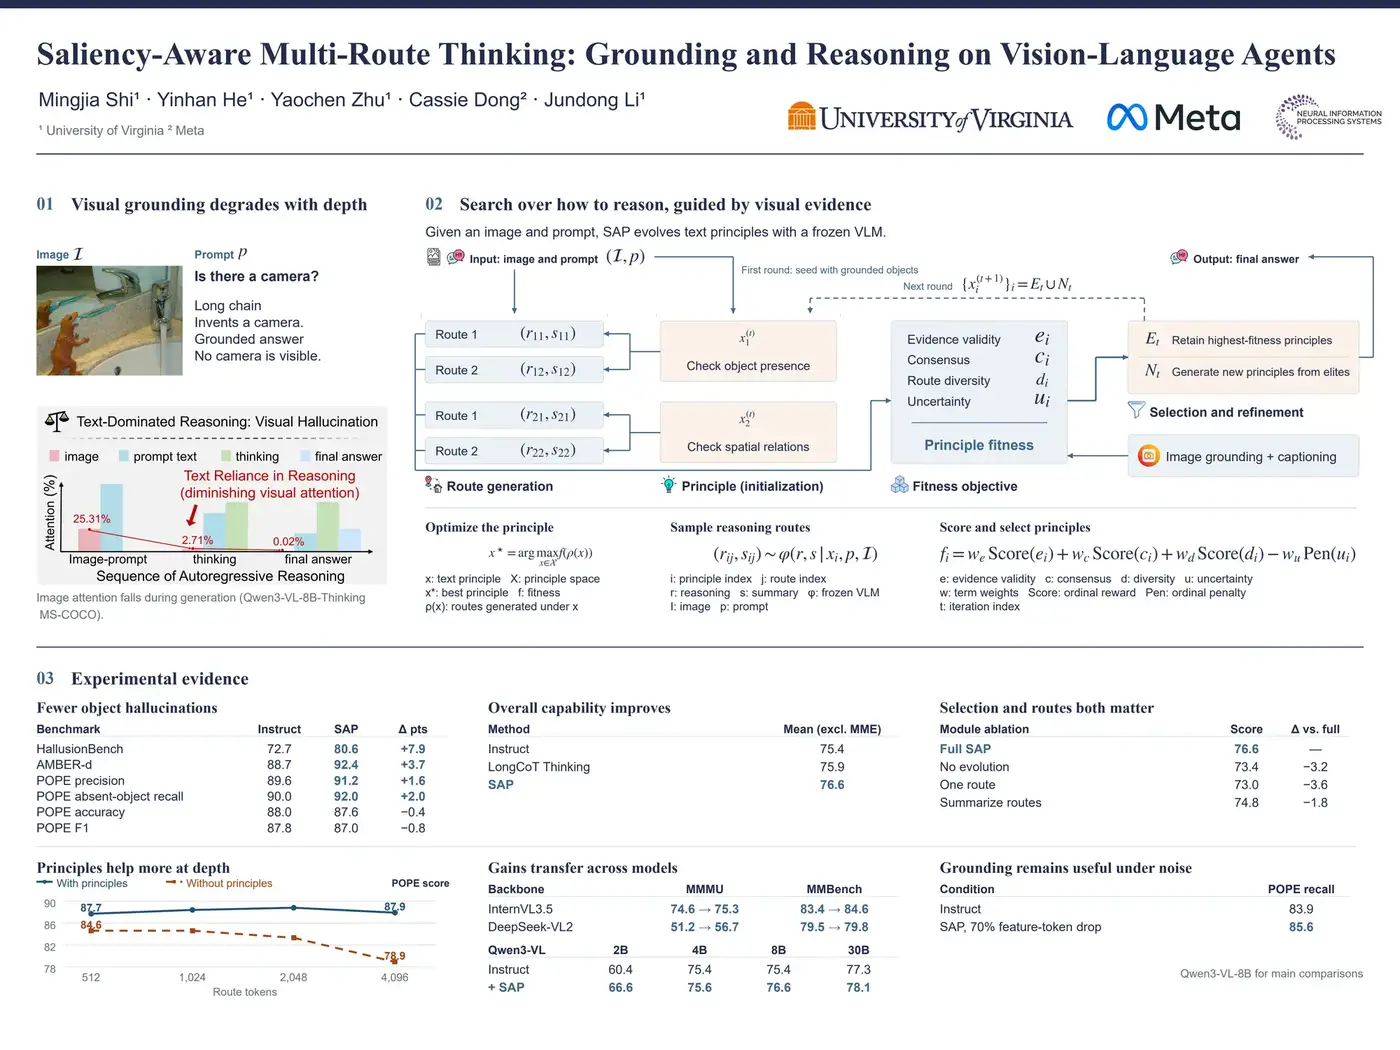 Saliency-Aware Multi-Route Thinking: Grounding and Reasoning on Vision-Language Agents
Mingjia Shi¹ · Yinhan He¹ · Yaochen Zhu¹ · Cassie Dong² · Jundong Li¹
¹ University of Virginia ² Meta
UNIVERSITY of VIRGINIA
Meta
NEURAL INFORMATION
PROCESSING SYSTEMS
01 Visual grounding degrades with depth
Image I
Prompt p
Is there a camera?
Long chain
Invents a camera.
Grounded answer
No camera is visible.
Text-Dominated Reasoning: Visual Hallucination
image prompt text thinking final answer
Text Reliance in Reasoning
(diminishing visual attention)
Attention (%)
25.31%
2.71%
0.02%
Image-prompt thinking final answer
Sequence of Autoregressive Reasoning
Image attention falls during generation (Qwen3-VL-8B-Thinking
MS-COCO).
02 Search over how to reason, guided by visual evidence
Given an image and prompt, SAP evolves text principles with a frozen VLM.
Input: image and prompt (I, p)
First round: seed with grounded objects
Next round {x_i^(t+1)}_i = E_t ∪ N_t
Output: final answer
Route 1 (r₁₁, s₁₁)
Route 2 (r₁₂, s₁₂)
Route 1 (r₂₁, s₂₁)
Route 2 (r₂₂, s₂₂)
Route generation
x₁^(t)
Check object presence
x₂^(t)
Check spatial relations
Principle (initialization)
Evidence validity e_i
Consensus c_i
Route diversity d_i
Uncertainty u_i
Principle fitness
Fitness objective
E_t Retain highest-fitness principles
N_t Generate new principles from elites
Selection and refinement
Image grounding + captioning
Optimize the principle
x⋆ = arg max f(ρ(x))
x∈X
x: text principle X: principle space
x*: best principle f: fitness
ρ(x): routes generated under x
Sample reasoning routes
(r_ij, s_ij) ~ φ(r, s | x_i, p, I)
i: principle index j: route index
r: reasoning s: summary φ: frozen VLM
I: image p: prompt
Score and select principles
f_i = w_e Score(e_i) + w_c Score(c_i) + w_d Score(d_i) − w_u Pen(u_i)
e: evidence validity c: consensus d: diversity u: uncertainty
w: term weights Score: ordinal reward Pen: ordinal penalty
t: iteration index
03 Experimental evidence
Fewer object hallucinations
Benchmark Instruct SAP Δ pts
HallusionBench 72.7 80.6 +7.9
AMBER-d 88.7 92.4 +3.7
POPE precision 89.6 91.2 +1.6
POPE absent-object recall 90.0 92.0 +2.0
POPE accuracy 88.0 87.6 −0.4
POPE F1 87.8 87.0 −0.8
Overall capability improves
Method Mean (excl. MME)
Instruct 75.4
LongCoT Thinking 75.9
SAP 76.6
Selection and routes both matter
Module ablation Score Δ vs. full
Full SAP 76.6 —
No evolution 73.4 −3.2
One route 73.0 −3.6
Summarize routes 74.8 −1.8
Principles help more at depth
With principles Without principles POPE score
90
86
82
78
87.7
84.6
87.9
78.9
512 1,024 2,048 4,096
Route tokens
Gains transfer across models
Backbone MMMU MMBench
InternVL3.5 74.6 → 75.3 83.4 → 84.6
DeepSeek-VL2 51.2 → 56.7 79.5 → 79.8
Qwen3-VL 2B 4B 8B 30B
Instruct 60.4 75.4 75.4 77.3
+ SAP 66.6 75.6 76.6 78.1
Grounding remains useful under noise
Condition POPE recall
Instruct 83.9
SAP, 70% feature-token drop 85.6
Qwen3-VL-8B for main comparisons